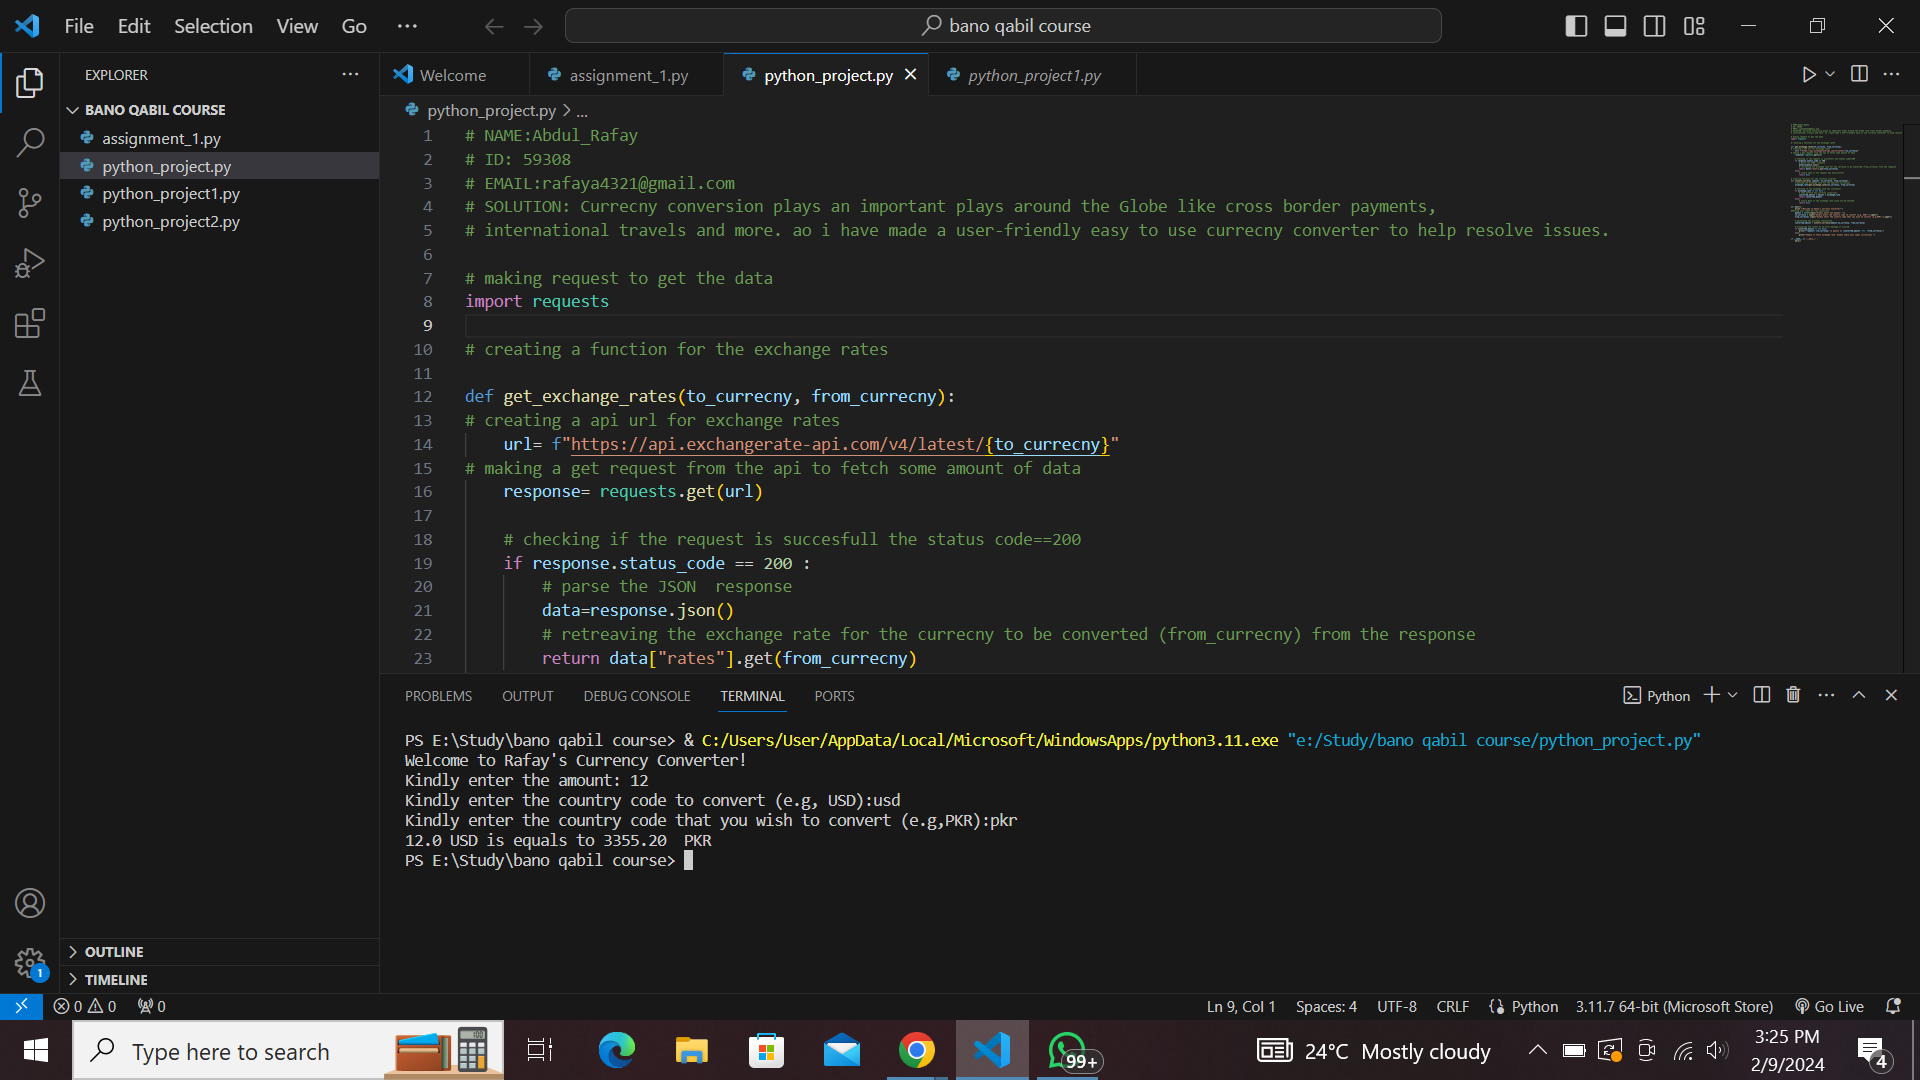 File Edit Selection View Go ···
bano qabil course
EXPLORER ···
BANO QABIL COURSE
assignment_1.py
python_project.py
python_project1.py
python_project2.py
OUTLINE
TIMELINE
Welcome assignment_1.py python_project.py python_project1.py
python_project.py > ...
1 # NAME:Abdul_Rafay
2 # ID: 59308
3 # EMAIL:rafaya4321@gmail.com
4 # SOLUTION: Currecny conversion plays an important plays around the Globe like cross border payments,
5 # international travels and more. ao i have made a user-friendly easy to use currecny converter to help resolve issues.
6
7 # making request to get the data
8 import requests
9
10 # creating a function for the exchange rates
11
12 def get_exchange_rates(to_currecny, from_currecny):
13 # creating a api url for exchange rates
14 url= f"https://api.exchangerate-api.com/v4/latest/{to_currecny}"
15 # making a get request from the api to fetch some amount of data
16 response= requests.get(url)
17
18 # checking if the request is succesfull the status code==200
19 if response.status_code == 200 :
20 # parse the JSON  response
21 data=response.json()
22 # retreaving the exchange rate for the currecny to be converted (from_currecny) from the response
23 return data["rates"].get(from_currecny)
PROBLEMS OUTPUT DEBUG CONSOLE TERMINAL PORTS
Python
PS E:\Study\bano qabil course> & C:/Users/User/AppData/Local/Microsoft/WindowsApps/python3.11.exe "e:/Study/bano qabil course/python_project.py"
Welcome to Rafay's Currency Converter!
Kindly enter the amount: 12
Kindly enter the country code to convert (e.g, USD):usd
Kindly enter the country code that you wish to convert (e.g,PKR):pkr
12.0 USD is equals to 3355.20  PKR
PS E:\Study\bano qabil course>
1
0 0 0
Ln 9, Col 1 Spaces: 4 UTF-8 CRLF Python 3.11.7 64-bit (Microsoft Store) Go Live
Type here to search
99+
24°C Mostly cloudy
3:25 PM
2/9/2024
4